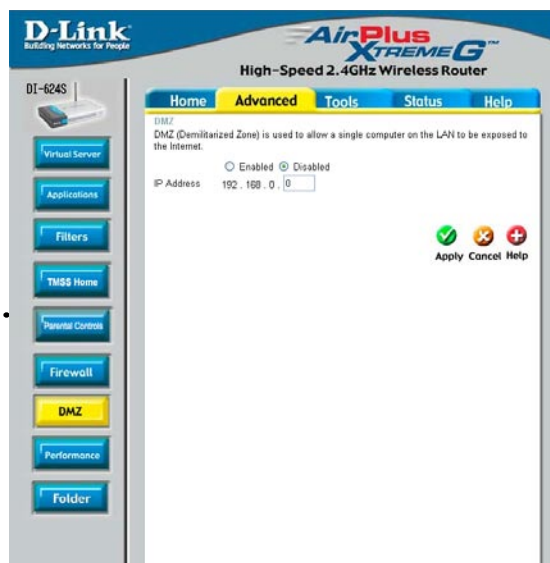 D-Link
Building Networks for People
AirPlus
XTREME G™
High-Speed 2.4GHz Wireless Router
DI-624S
Home Advanced Tools Status Help
DMZ
DMZ (Demilitarized Zone) is used to allow a single computer on the LAN to be exposed to
the Internet.
Enabled Disabled
IP Address 192 . 168 . 0 . 0
Apply Cancel Help
Virtual Server
Applications
Filters
TMSS Home
Parental Controls
Firewall
DMZ
Performance
Folder